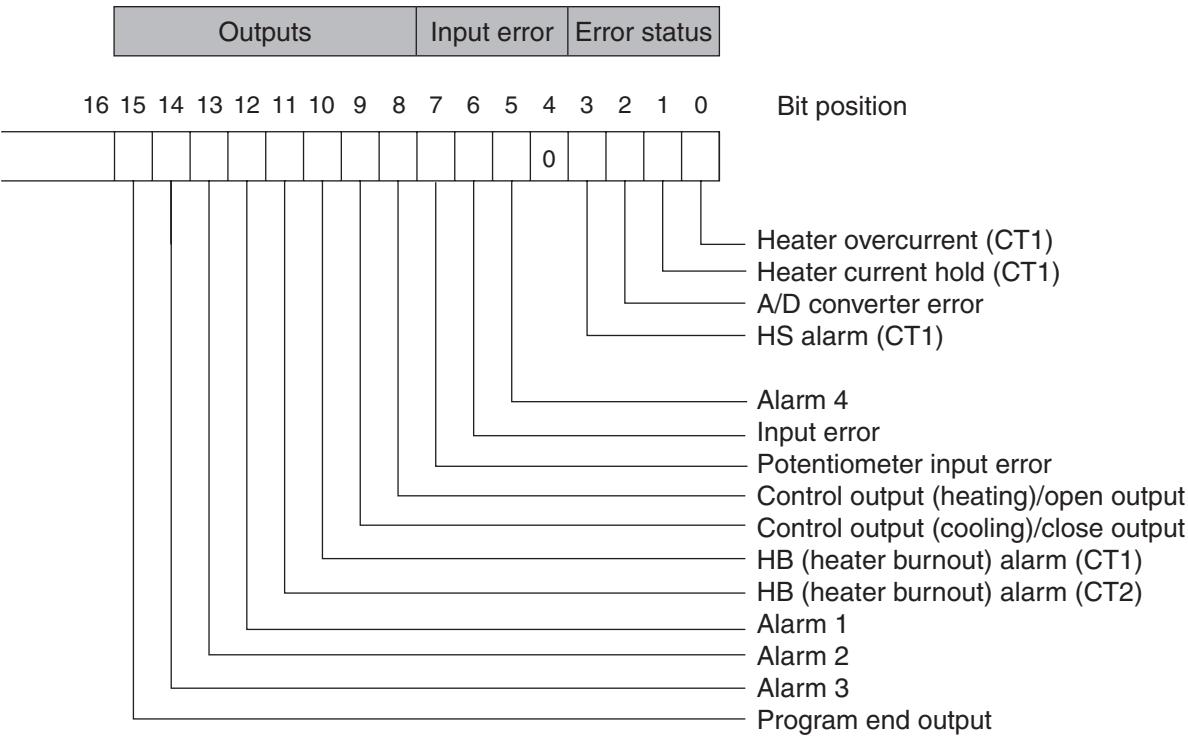 Outputs Input error Error status
16 15 14 13 12 11 10 9 8 7 6 5 4 3 2 1 0 Bit position
0
Heater overcurrent (CT1)
Heater current hold (CT1)
A/D converter error
HS alarm (CT1)
Alarm 4
Input error
Potentiometer input error
Control output (heating)/open output
Control output (cooling)/close output
HB (heater burnout) alarm (CT1)
HB (heater burnout) alarm (CT2)
Alarm 1
Alarm 2
Alarm 3
Program end output